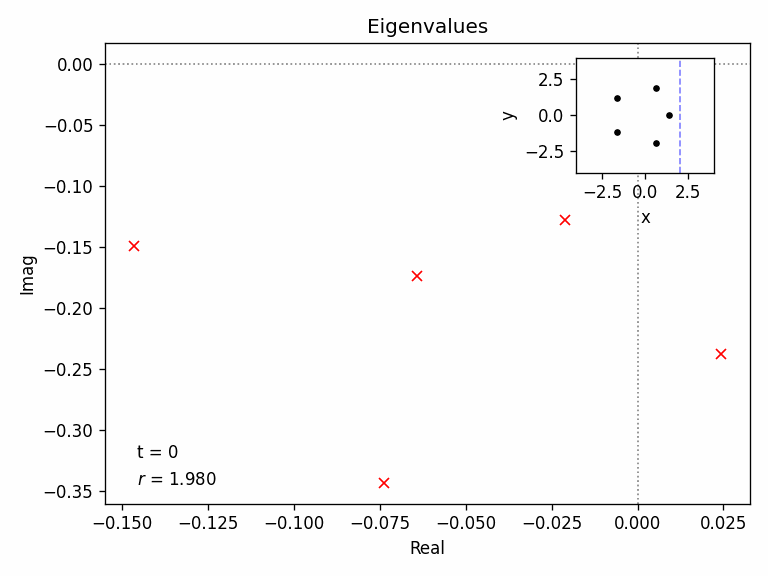 Eigenvalues
0.00
−0.05
−0.10
−0.15
−0.20
−0.25
−0.30
−0.35
Imag
2.5
0.0
−2.5
y
−2.5 0.0 2.5
x
t = 0
r = 1.980
−0.150 −0.125 −0.100 −0.075 −0.050 −0.025 0.000 0.025
Real